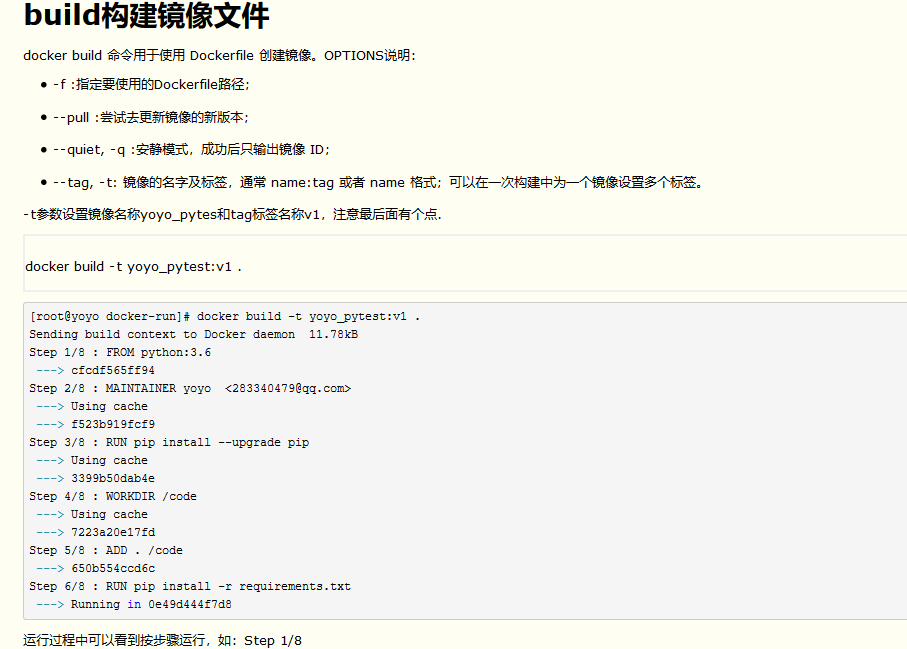 build构建镜像文件
docker build 命令用于使用 Dockerfile 创建镜像。OPTIONS说明：
● -f :指定要使用的Dockerfile路径；
● --pull :尝试去更新镜像的新版本；
● --quiet, -q :安静模式，成功后只输出镜像 ID；
● --tag, -t: 镜像的名字及标签，通常 name:tag 或者 name 格式；可以在一次构建中为一个镜像设置多个标签。
-t参数设置镜像名称yoyo_pytes和tag标签名称v1，注意最后面有个点.
docker build -t yoyo_pytest:v1 .
[root@yoyo docker-run]# docker build -t yoyo_pytest:v1 .
Sending build context to Docker daemon  11.78kB
Step 1/8 : FROM python:3.6
 ---> cfcdf565ff94
Step 2/8 : MAINTAINER yoyo  <283340479@qq.com>
 ---> Using cache
 ---> f523b919fcf9
Step 3/8 : RUN pip install --upgrade pip
 ---> Using cache
 ---> 3399b50dab4e
Step 4/8 : WORKDIR /code
 ---> Using cache
 ---> 7223a20e17fd
Step 5/8 : ADD . /code
 ---> 650b554ccd6c
Step 6/8 : RUN pip install -r requirements.txt
 ---> Running in 0e49d444f7d8
运行过程中可以看到按步骤运行，如：Step 1/8